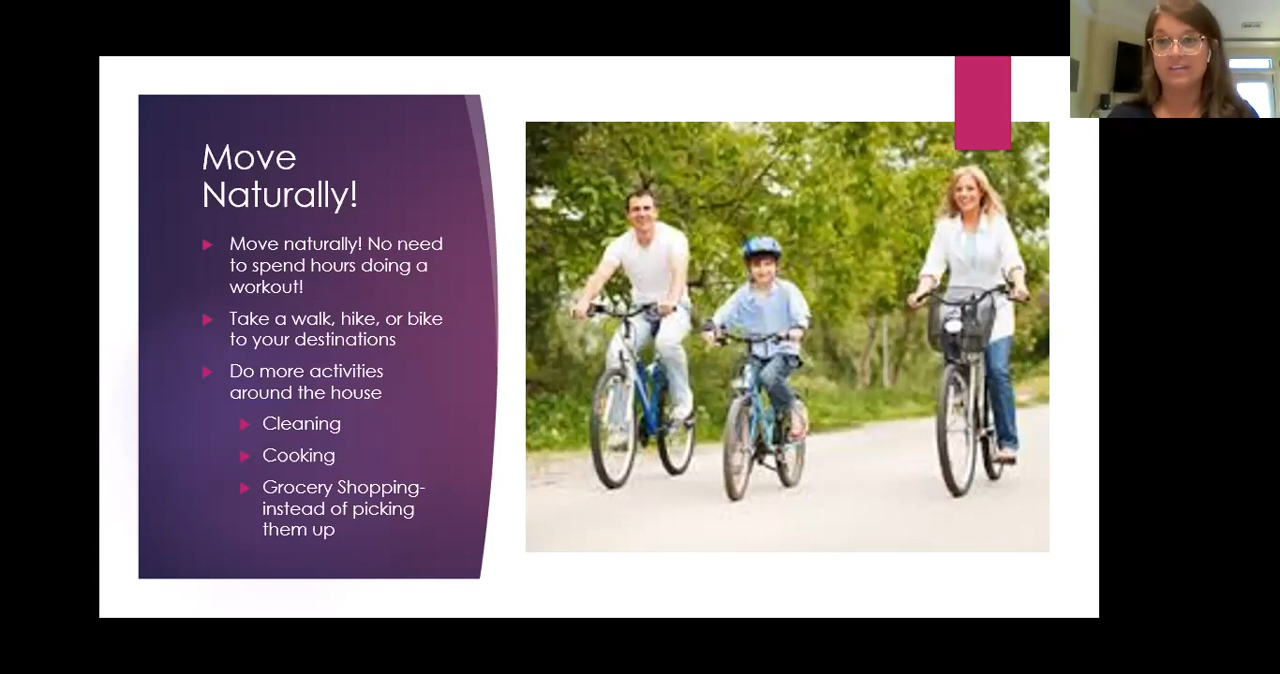 Move
Naturally!
Move naturally! No need
to spend hours doing a
workout!
Take a walk, hike, or bike
to your destinations
Do more activities
around the house
Cleaning
Cooking
Grocery Shopping-
instead of picking
them up